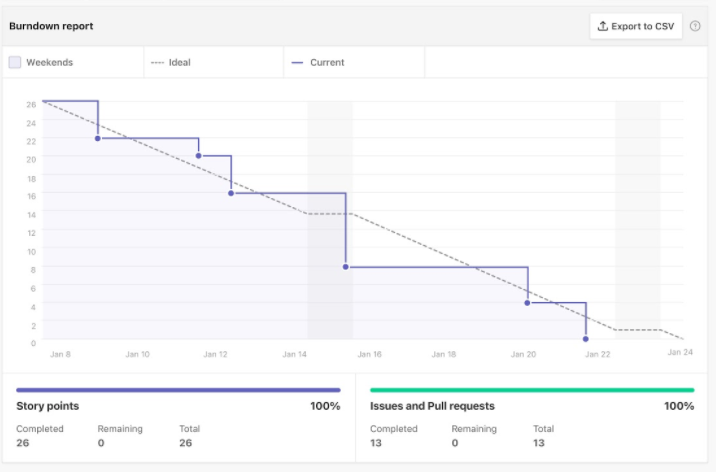 Burndown report
Export to CSV
Weekends
Ideal
Current
26
24
22
20
18
16
14
12
10
8
6
4
2
0
Jan 8 Jan 10 Jan 12 Jan 14 Jan 16 Jan 18 Jan 20 Jan 22 Jan 24
Story points 100%
Completed Remaining Total
26 0 26
Issues and Pull requests 100%
Completed Remaining Total
13 0 13